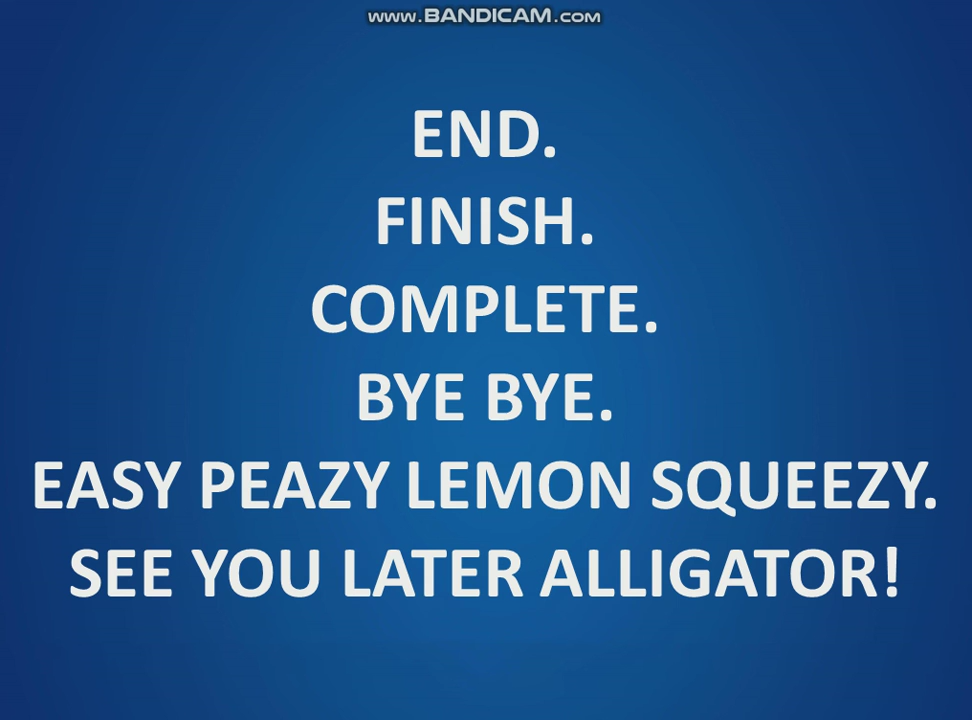 www.BANDICAM.com
END.
FINISH.
COMPLETE.
BYE BYE.
EASY PEAZY LEMON SQUEEZY.
SEE YOU LATER ALLIGATOR!